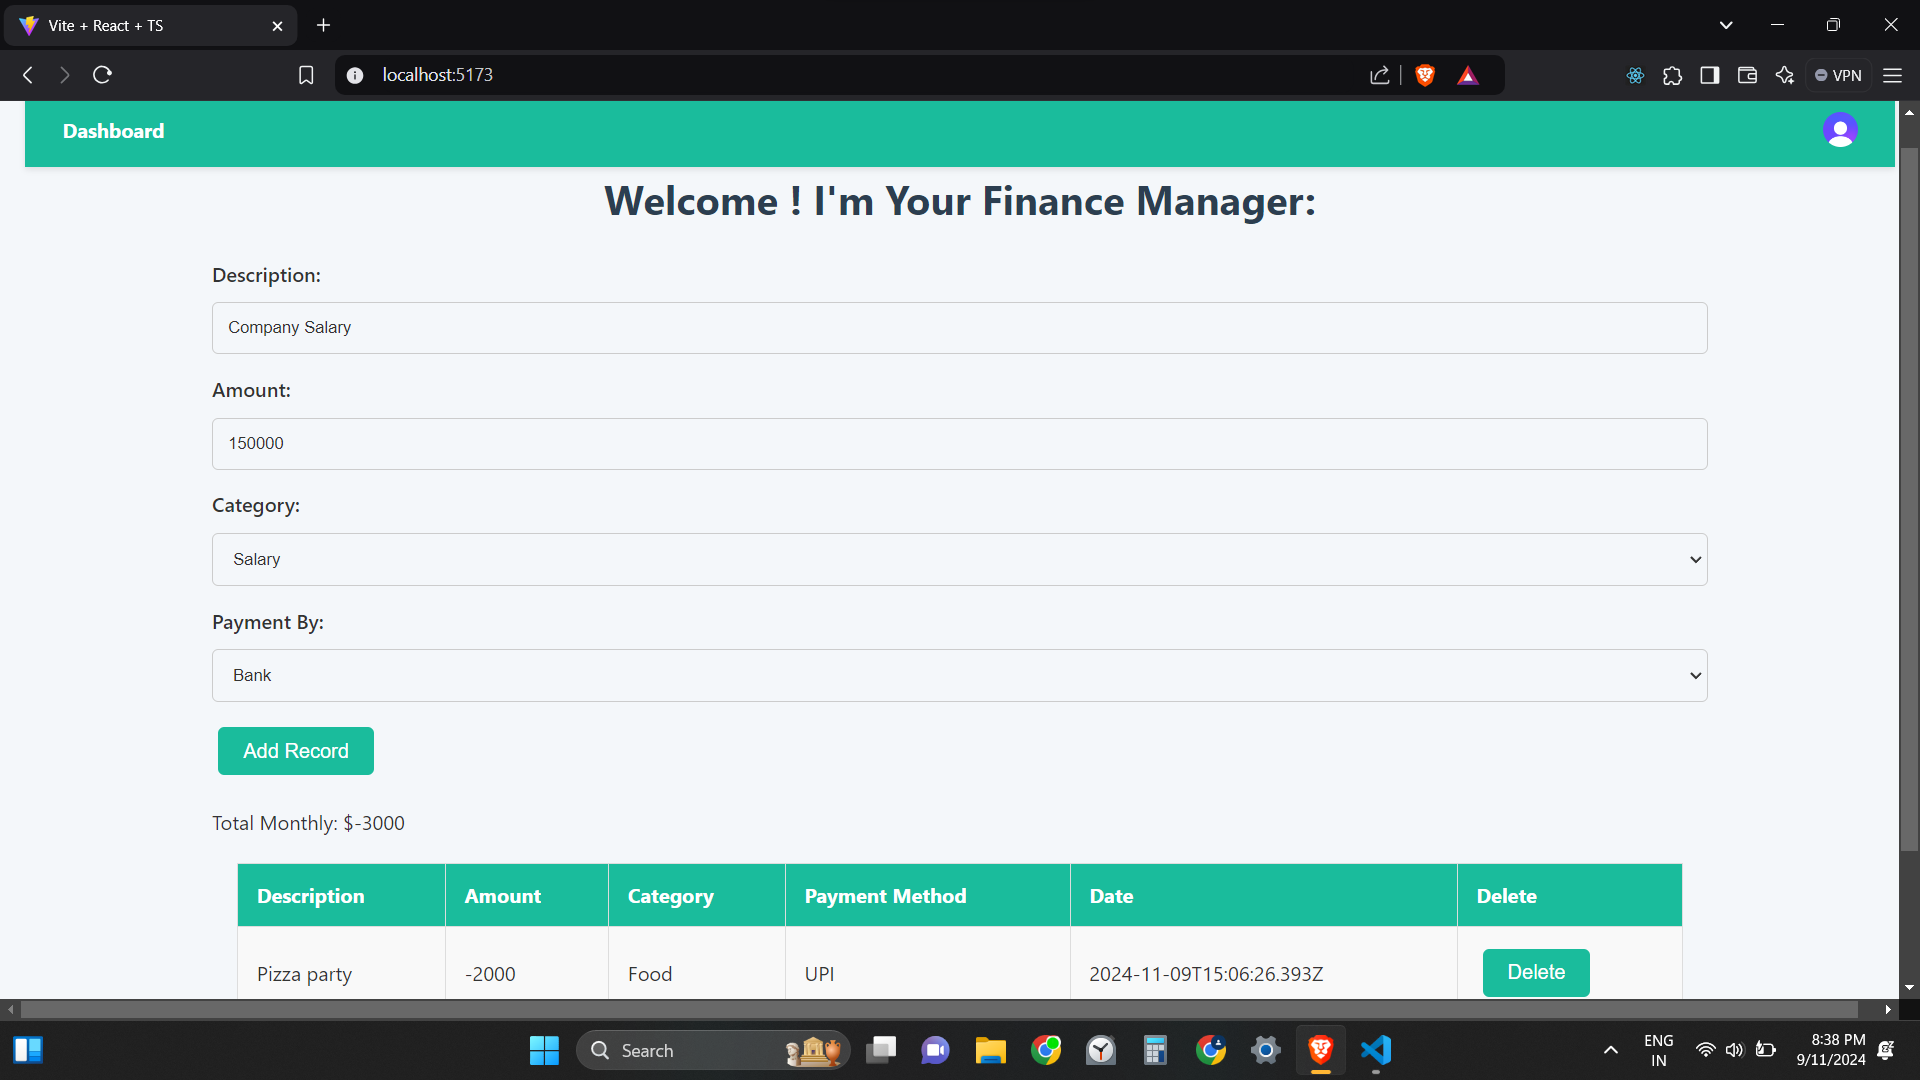 Vite + React + TS
localhost:5173
VPN
Dashboard
Welcome ! I'm Your Finance Manager:
Description:
Company Salary
Amount:
150000
Category:
Salary
Payment By:
Bank
Add Record
Total Monthly: $-3000
Description Amount Category Payment Method Date Delete
Pizza party -2000 Food UPI 2024-11-09T15:06:26.393Z Delete
Search
ENG
IN
8:38 PM
9/11/2024